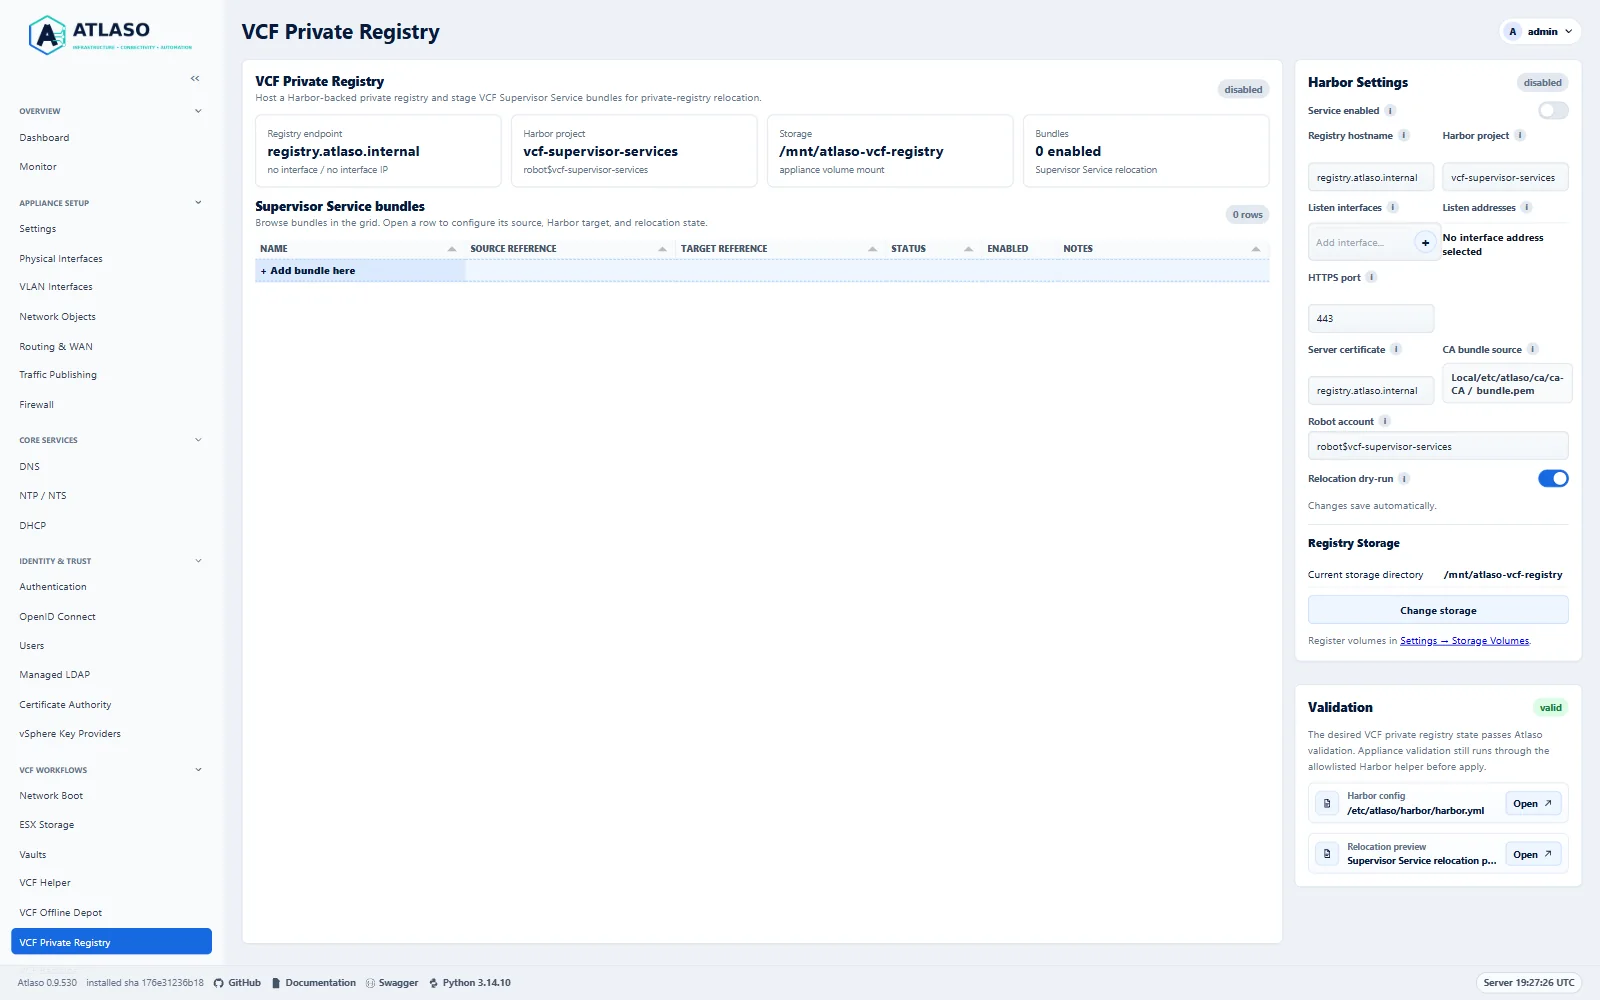 ATLASO
INFRASTRUCTURE • CONNECTIVITY • AUTOMATION
OVERVIEW
Dashboard
Monitor
APPLIANCE SETUP
Settings
Physical Interfaces
VLAN Interfaces
Network Objects
Routing & WAN
Traffic Publishing
Firewall
CORE SERVICES
DNS
NTP / NTS
DHCP
IDENTITY & TRUST
Authentication
OpenID Connect
Users
Managed LDAP
Certificate Authority
vSphere Key Providers
VCF WORKFLOWS
Network Boot
ESX Storage
Vaults
VCF Helper
VCF Offline Depot
VCF Private Registry
VCF Private Registry
A admin
VCF Private Registry
Host a Harbor-backed private registry and stage VCF Supervisor Service bundles for private-registry relocation.
disabled
Registry endpoint
registry.atlaso.internal
no interface / no interface IP
Harbor project
vcf-supervisor-services
robot$vcf-supervisor-services
Storage
/mnt/atlaso-vcf-registry
appliance volume mount
Bundles
0 enabled
Supervisor Service relocation
Supervisor Service bundles
Browse bundles in the grid. Open a row to configure its source, Harbor target, and relocation state.
0 rows
NAME SOURCE REFERENCE TARGET REFERENCE STATUS ENABLED NOTES
+ Add bundle here
Harbor Settings
disabled
Service enabled i
Registry hostname i Harbor project i
registry.atlaso.internal vcf-supervisor-services
Listen interfaces i Listen addresses i
Add interface... +
No interface address
selected
HTTPS port i
443
Server certificate i CA bundle source i
registry.atlaso.internal
Local/etc/atlaso/ca/ca-
CA / bundle.pem
Robot account i
robot$vcf-supervisor-services
Relocation dry-run i
Changes save automatically.
Registry Storage
Current storage directory /mnt/atlaso-vcf-registry
Change storage
Register volumes in Settings → Storage Volumes.
Validation
valid
The desired VCF private registry state passes Atlaso
validation. Appliance validation still runs through the
allowlisted Harbor helper before apply.
Harbor config
/etc/atlaso/harbor/harbor.yml
Open ↗
Relocation preview
Supervisor Service relocation p...
Open ↗
Atlaso 0.9.530 installed sha 176e31236b18 GitHub Documentation Swagger Python 3.14.10
Server 19:27:26 UTC